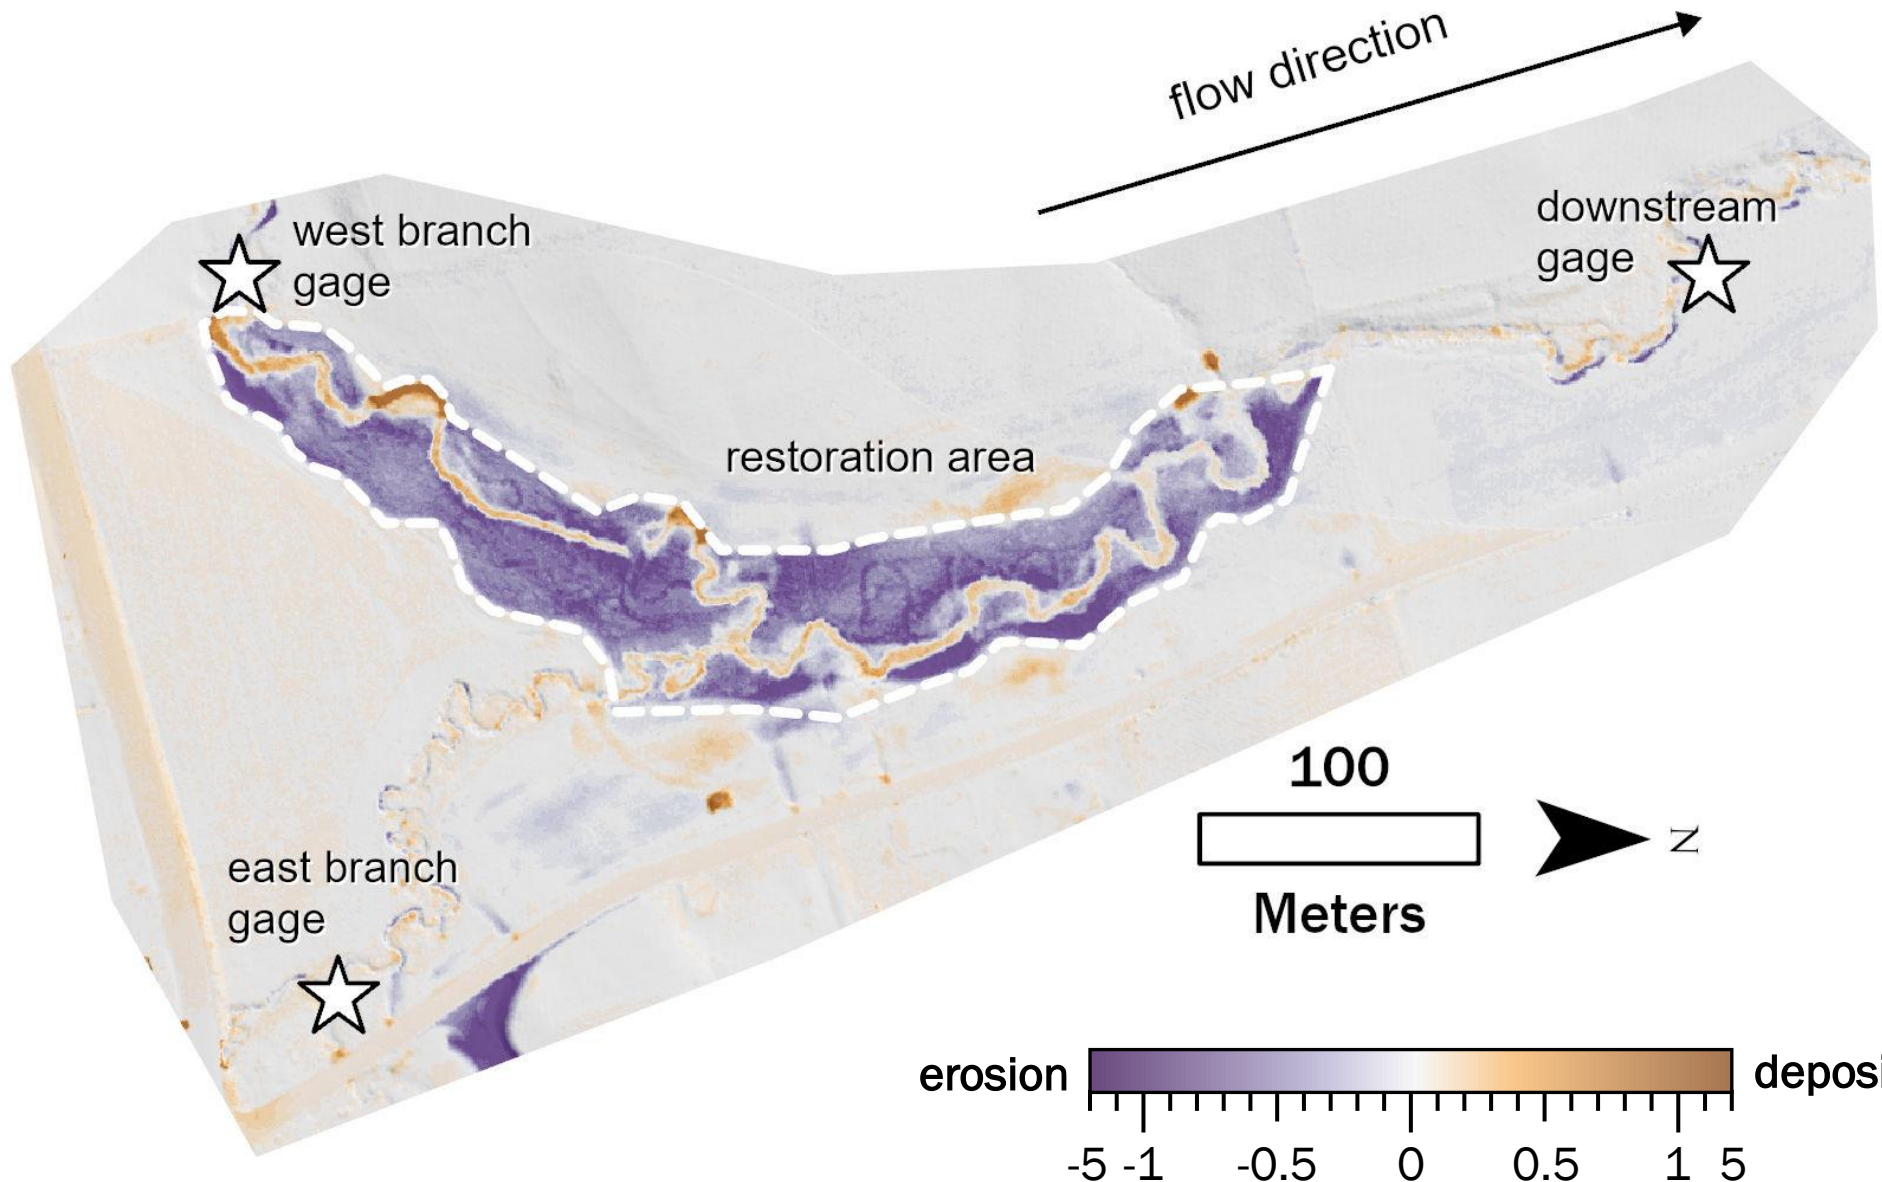 flow direction
west branch
gage
downstream
gage
restoration area
100
Meters
N
east branch
gage
erosion
deposi
-5 -1 -0.5 0 0.5 1 5